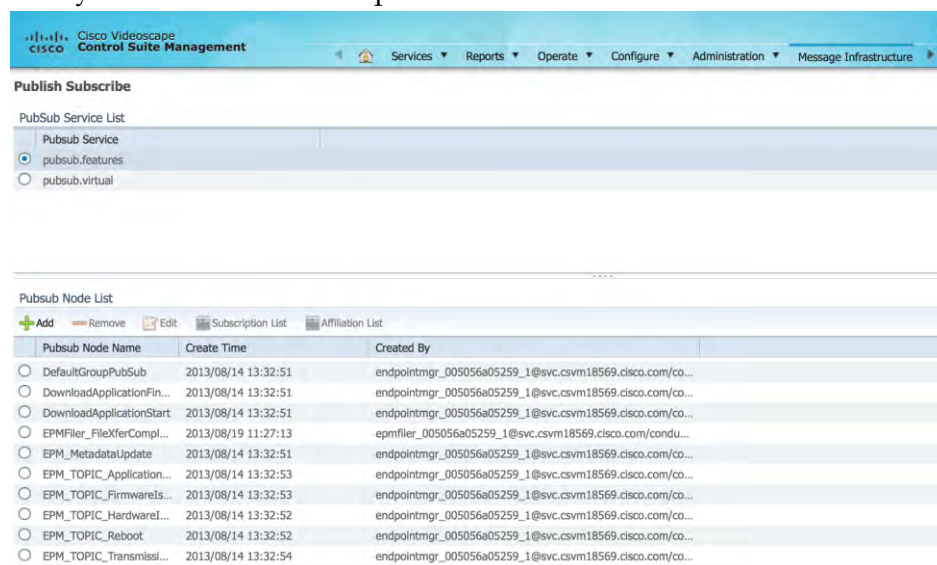 Cisco Videoscape
CISCO Control Suite Management
Services Reports Operate Configure Administration Message Infrastructure
Publish Subscribe
PubSub Service List
Pubsub Service
pubsub.features
pubsub.virtual
Pubsub Node List
Add Remove Edit Subscription List Affiliation List
Pubsub Node Name Create Time Created By
DefaultGroupPubSub 2013/08/14 13:32:51 endpointmgr_005056a05259_1@svc.csvm18569.cisco.com/co...
DownloadApplicationFin... 2013/08/14 13:32:51 endpointmgr_005056a05259_1@svc.csvm18569.cisco.com/co...
DownloadApplicationStart 2013/08/14 13:32:51 endpointmgr_005056a05259_1@svc.csvm18569.cisco.com/co...
EPMFiler_FileXferCompl... 2013/08/19 11:27:13 epmfiler_005056a05259_1@svc.csvm18569.cisco.com/condu...
EPM_MetadataUpdate 2013/08/14 13:32:51 endpointmgr_005056a05259_1@svc.csvm18569.cisco.com/co...
EPM_TOPIC_Application... 2013/08/14 13:32:53 endpointmgr_005056a05259_1@svc.csvm18569.cisco.com/co...
EPM_TOPIC_FirmwareIs... 2013/08/14 13:32:53 endpointmgr_005056a05259_1@svc.csvm18569.cisco.com/co...
EPM_TOPIC_HardwareI... 2013/08/14 13:32:52 endpointmgr_005056a05259_1@svc.csvm18569.cisco.com/co...
EPM_TOPIC_Reboot 2013/08/14 13:32:52 endpointmgr_005056a05259_1@svc.csvm18569.cisco.com/co...
EPM_TOPIC_Transmissi... 2013/08/14 13:32:54 endpointmgr_005056a05259_1@svc.csvm18569.cisco.com/co...